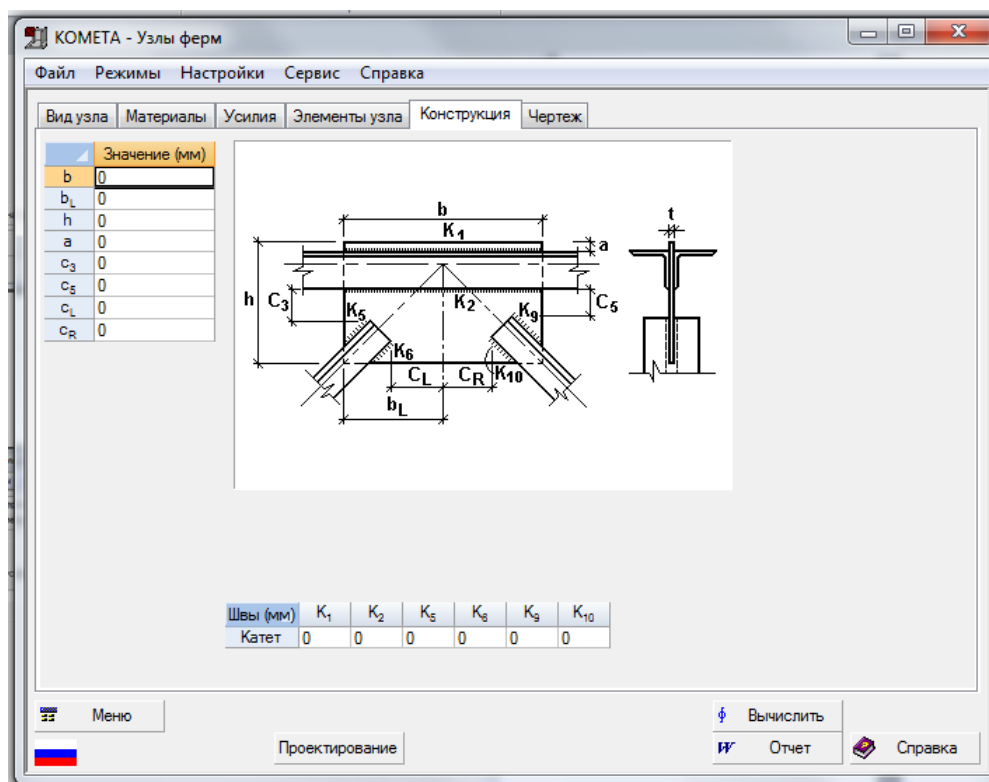 КОМЕТА - Узлы ферм
Файл Режимы Настройки Сервис Справка
Вид узла Материалы Усилия Элементы узла Конструкция Чертеж
Значение (мм)
b 0
bL 0
h 0
a 0
c3 0
c5 0
cL 0
cR 0
b
t
K1
a
h
C3
K2
C5
K5
K9
K6
K10
CL
CR
bL
Швы (мм) K1 K2 K5 K6 K9 K10
Катет 0 0 0 0 0 0
Меню
Вычислить
Проектирование
Отчет
Справка